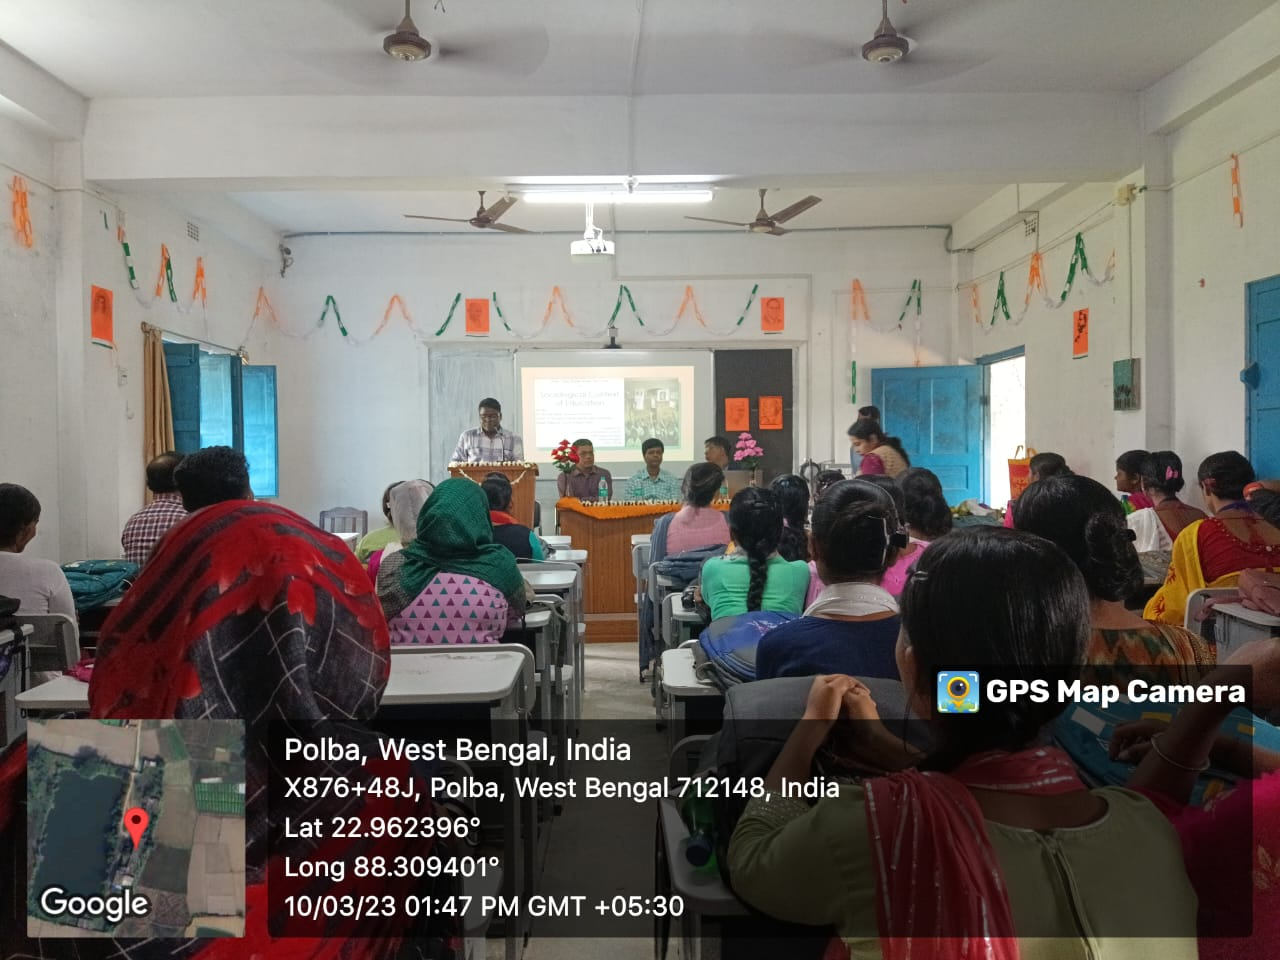 Sociological Context
of Education
GPS Map Camera
Polba, West Bengal, India
X876+48J, Polba, West Bengal 712148, India
Lat 22.962396°
Long 88.309401°
10/03/23 01:47 PM GMT +05:30
Google